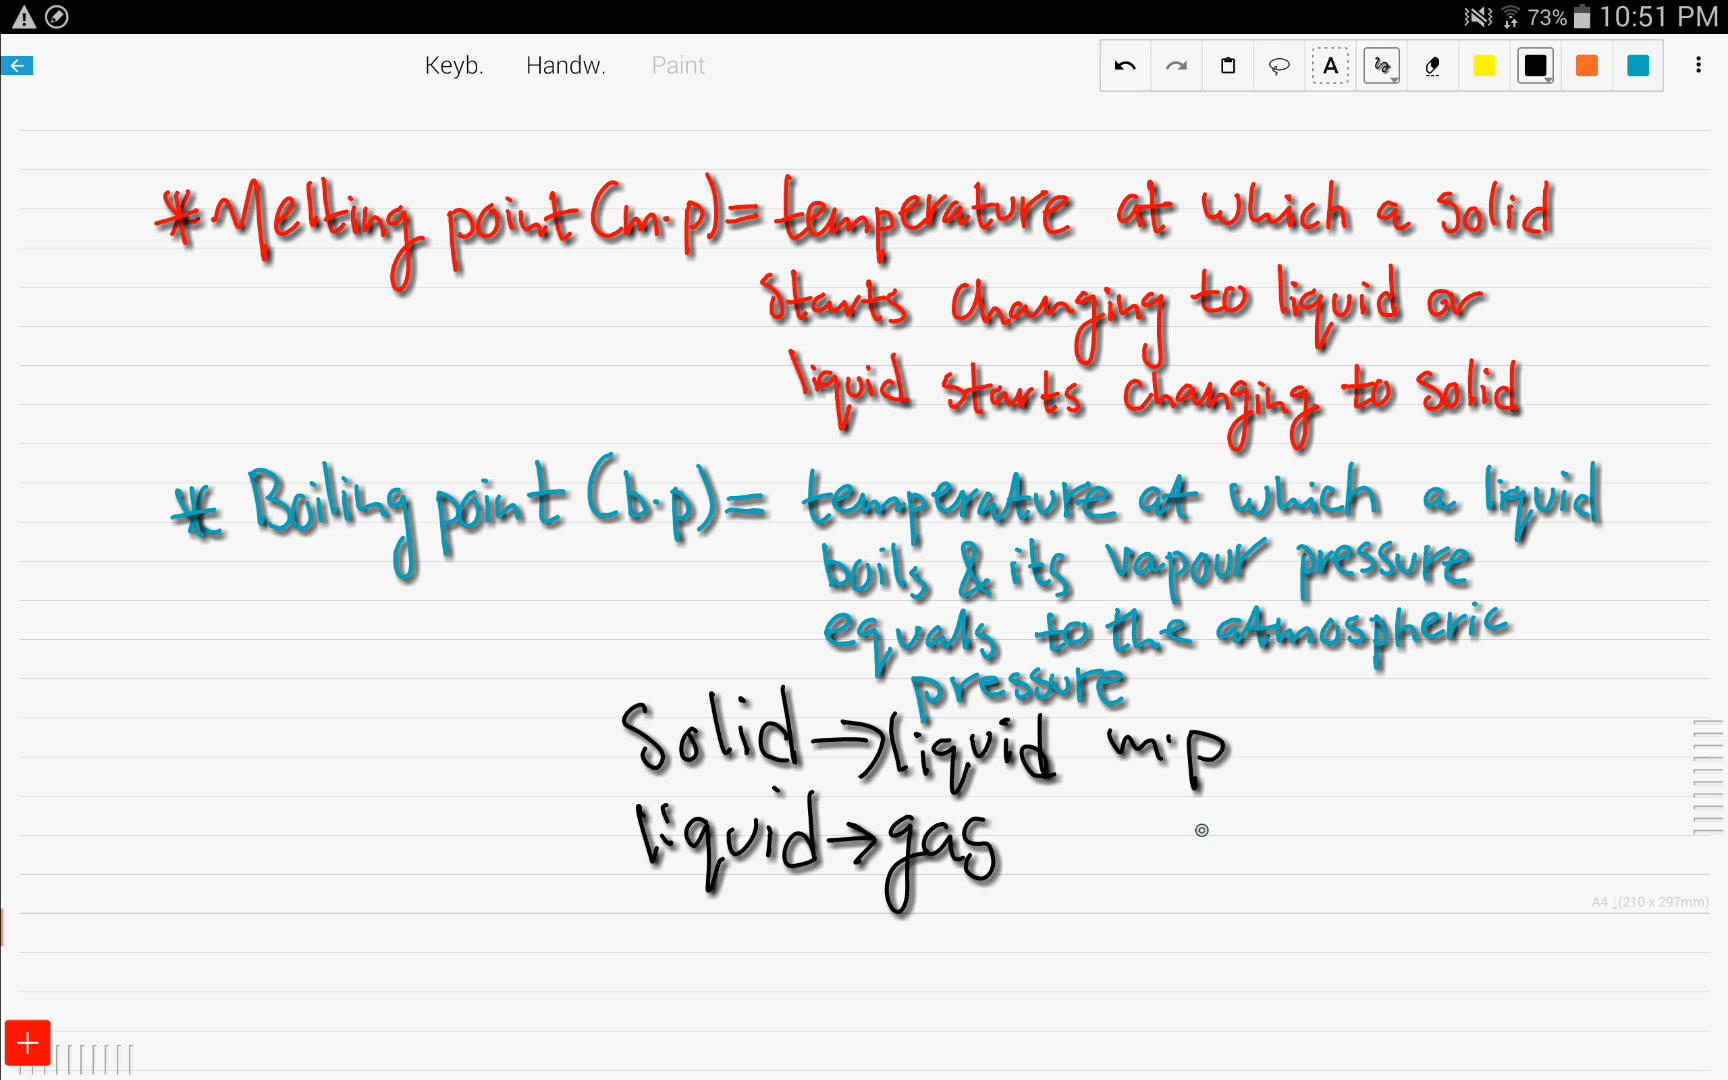 73% 10:51 PM
Keyb. Handw. Paint
A
*Melting point (m.p) = temperature at which a solid
starts changing to liquid or
liquid starts changing to solid
* Boiling point (b.p) = temperature at which a liquid
boils & its vapour pressure
equals to the atmospheric
pressure
Solid → liquid m.p
liquid → gas
A4 ↓(210 x 297mm)